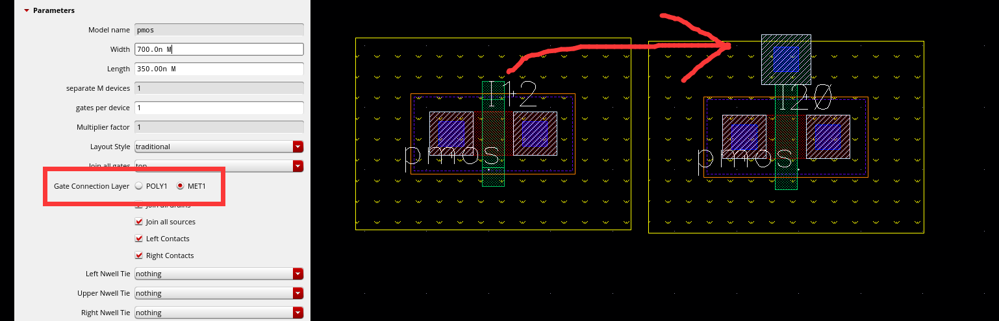 Parameters
Model name pmos
Width 700.0n M
Length 350.00n M
separate M devices 1
gates per device 1
Multiplier factor 1
Layout Style traditional
Join all gates top
Gate Connection Layer POLY1 MET1
Join all drains
Join all sources
Left Contacts
Right Contacts
Left Nwell Tie nothing
Upper Nwell Tie nothing
Right Nwell Tie nothing
I12
pmos
I20
pmos